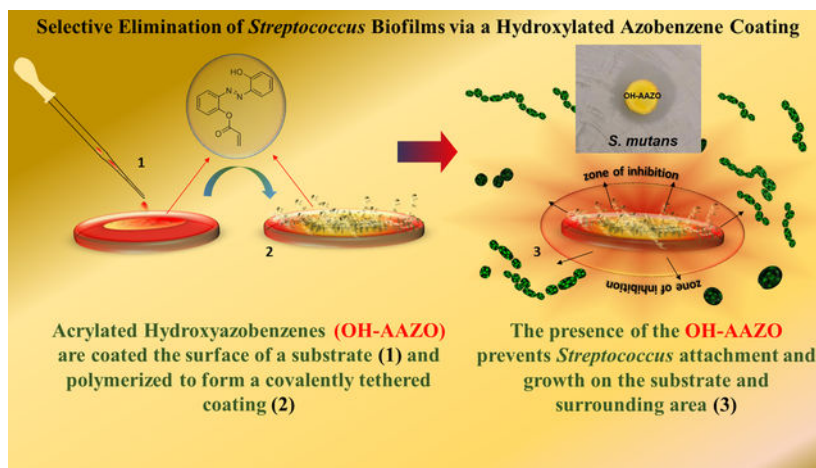 Selective Elimination of Streptococcus Biofilms via a Hydroxylated Azobenzene Coating
HO
N
N
O
O
1
2
OH-AAZO
S. mutans
zone of inhibition
3
zone of inhibition
Acrylated Hydroxyazobenzenes (OH-AAZO)
are coated the surface of a substrate (1) and
polymerized to form a covalently tethered
coating (2)
The presence of the OH-AAZO
prevents Streptococcus attachment and
growth on the substrate and
surrounding area (3)